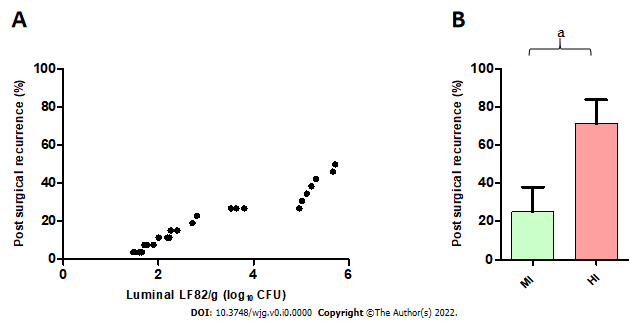 A
B
a
Post surgical recurrence (%)
100
80
60
40
20
0
0 2 4 6
Luminal LF82/g (log10 CFU)
Post surgical recurrence (%)
100
80
60
40
20
0
MI HI
DOI: 10.3748/wjg.v0.i0.0000 Copyright ©The Author(s) 2022.